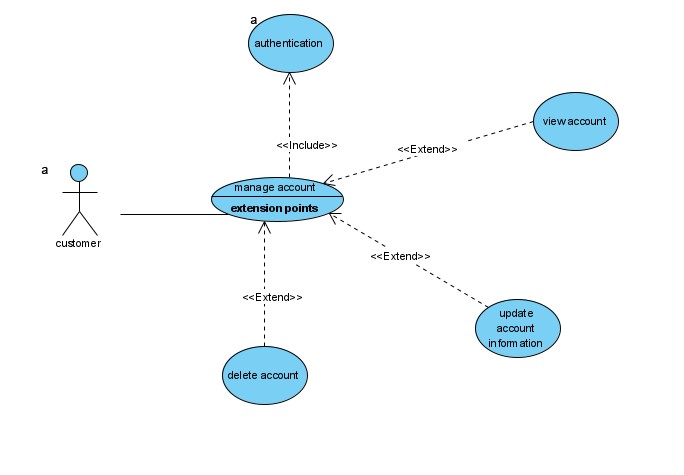 a
authentication
<<Include>>
view account
<<Extend>>
a
manage account
extension points
customer
<<Extend>>
<<Extend>>
update
account
information
delete account